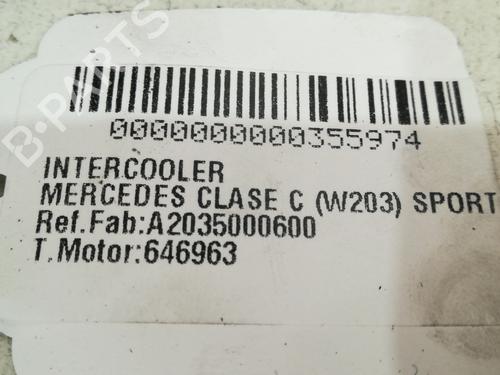 B-PARTS
0000000000355974
INTERCOOLER
MERCEDES CLASE C (W203) SPORT
Ref.Fab:A2035000600
T.Motor:646963